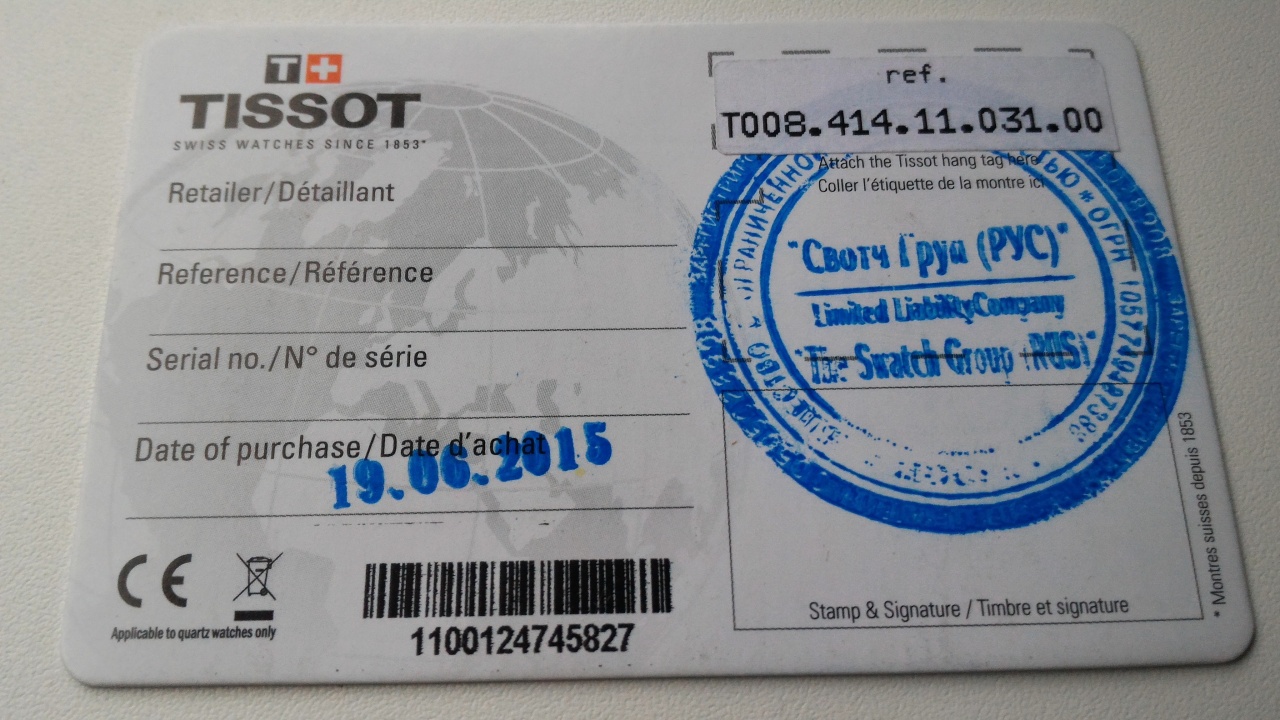 T+
TISSOT
SWISS WATCHES SINCE 1853*
Retailer/Détaillant
Reference/Référence
Serial no./N° de série
Date of purchase/Date d'achat
19.06.2015
CE
Applicable to quartz watches only
1100124745827
ref.
T008.414.11.031.00
Attach the Tissot hang tag here
Coller l'étiquette de la montre ici
* ОГРН
"Свотч Груп (РУС)"
Limited Liability Company
"The Swatch Group (RUS)"
Stamp & Signature / Timbre et signature
* Montres suisses depuis 1853